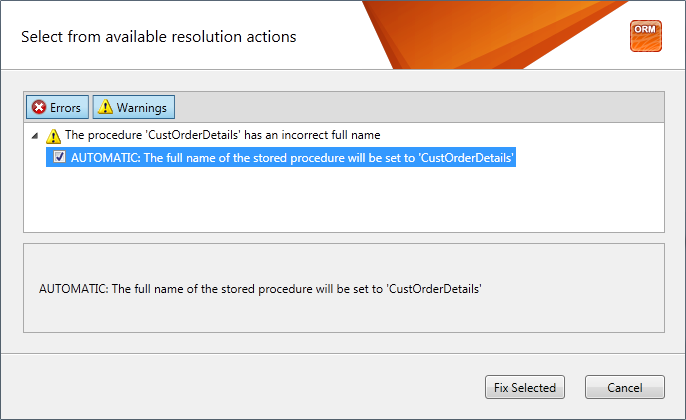 Select from available resolution actions
ORM
Errors
Warnings
The procedure 'CustOrderDetails' has an incorrect full name
AUTOMATIC: The full name of the stored procedure will be set to 'CustOrderDetails'
AUTOMATIC: The full name of the stored procedure will be set to 'CustOrderDetails'
Fix Selected
Cancel